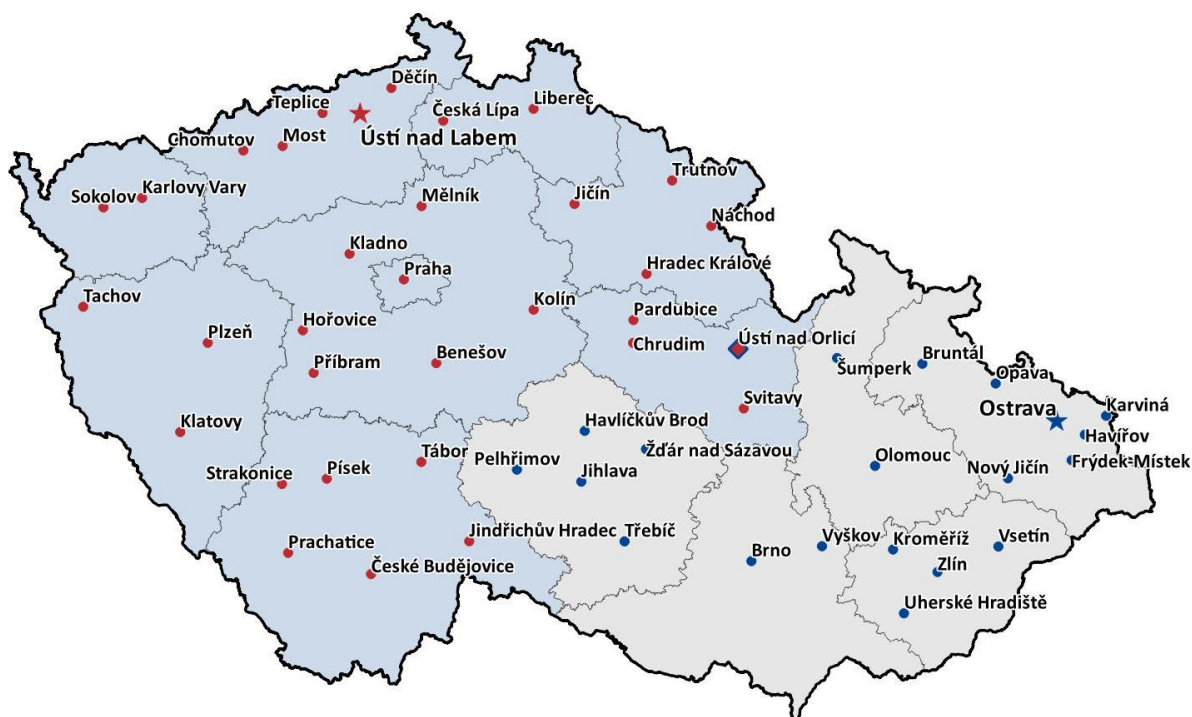 Děčín
Teplice
Česká Lípa
Liberec
Ústí nad Labem
Chomutov
Most
Trutnov
Sokolov
Karlovy Vary
Mělník
Jičín
Náchod
Kladno
Praha
Hradec Králové
Tachov
Kolín
Pardubice
Hořovice
Plzeň
Chrudim
Ústí nad Orlicí
Příbram
Benešov
Šumperk
Bruntál
Opava
Svitavy
Ostrava
Karviná
Klatovy
Havlíčkův Brod
Havířov
Tábor
Žďár nad Sázavou
Strakonice
Písek
Pelhřimov
Jihlava
Olomouc
Nový Jičín
Frýdek-Místek
Jindřichův Hradec
Třebíč
Vyškov
Kroměříž
Vsetín
Prachatice
České Budějovice
Brno
Zlín
Uherské Hradiště